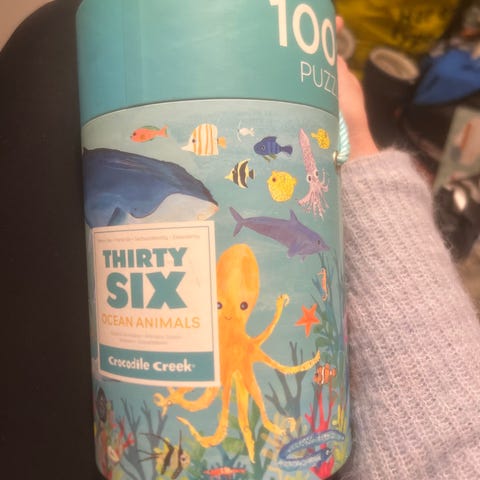 100
PUZZ
THIRTY
SIX
OCEAN ANIMALS
Crocodile Creek